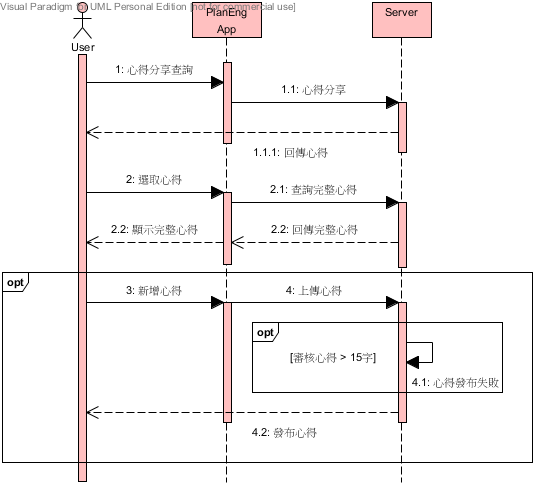 Visual Paradigm for UML Personal Edition [not for commercial use]
PlanEng
App
Server
User
1: 心得分享查詢
1.1: 心得分享
1.1.1: 回傳心得
2: 選取心得
2.1: 查詢完整心得
2.2: 顯示完整心得
2.2: 回傳完整心得
opt
3: 新增心得
4: 上傳心得
opt
[審核心得 > 15字]
4.1: 心得發布失敗
4.2: 發布心得